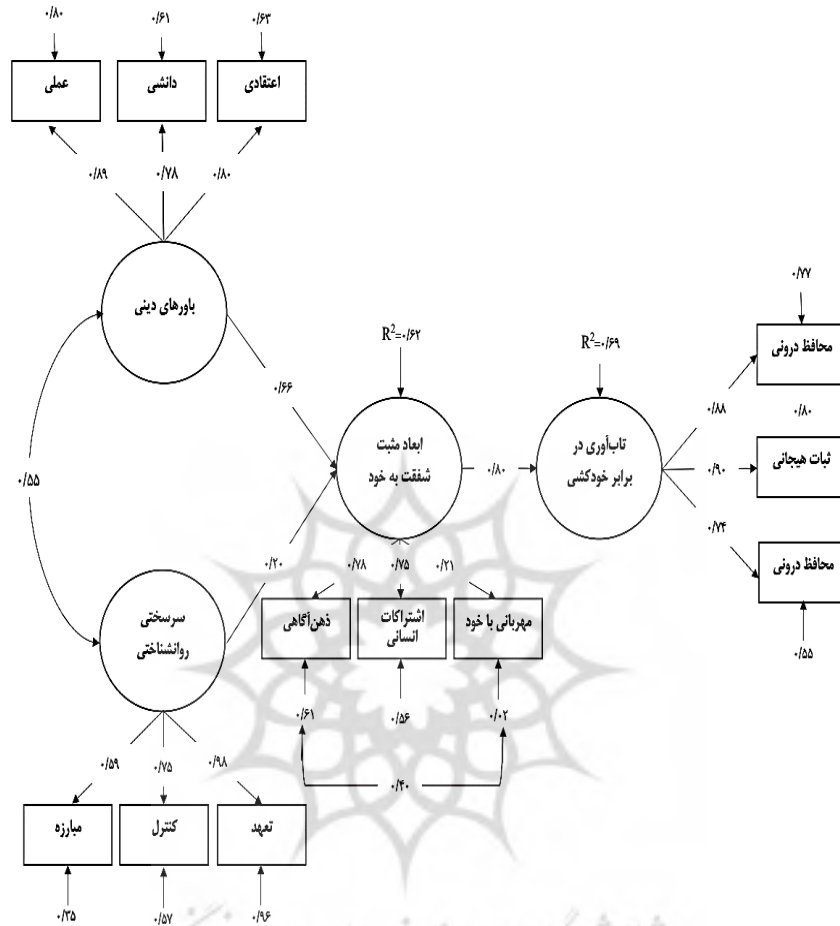 ۰/۸۰ ۰/۶۱ ۰/۶۳
عملی دانشی اعتقادی
۰/۸۹ ۰/۷۸ ۰/۸۰
باورهای دینی
۰/۷۷
محافظ درونی
R²=۰/۶۲ R²=۰/۶۹
۰/۶۶
۰/۸۸ ۰/۸۰
ابعاد مثبت
شفقت به خود
تاب‌آوری در
برابر خودکشی
ثبات هیجانی
۰/۵۵ ۰/۸۰ ۰/۹۰
۰/۷۴
۰/۲۰ ۰/۷۸ ۰/۷۵ ۰/۲۱
محافظ درونی
سرسختی
روانشناختی
ذهن‌آگاهی
اشتراکات
انسانی
مهربانی با خود
۰/۵۵
۰/۶۱ ۰/۵۶ ۰/۰۲
۰/۵۹ ۰/۷۵ ۰/۹۸
۰/۴۰
مبارزه کنترل تعهد
۰/۳۵ ۰/۵۷ ۰/۹۶